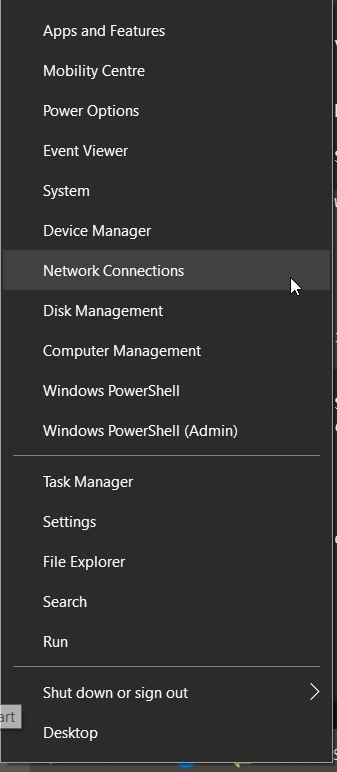 Apps and Features
Mobility Centre
Power Options
Event Viewer
System
Device Manager
Network Connections
Disk Management
Computer Management
Windows PowerShell
Windows PowerShell (Admin)
Task Manager
Settings
File Explorer
Search
Run
art
Shut down or sign out
Desktop